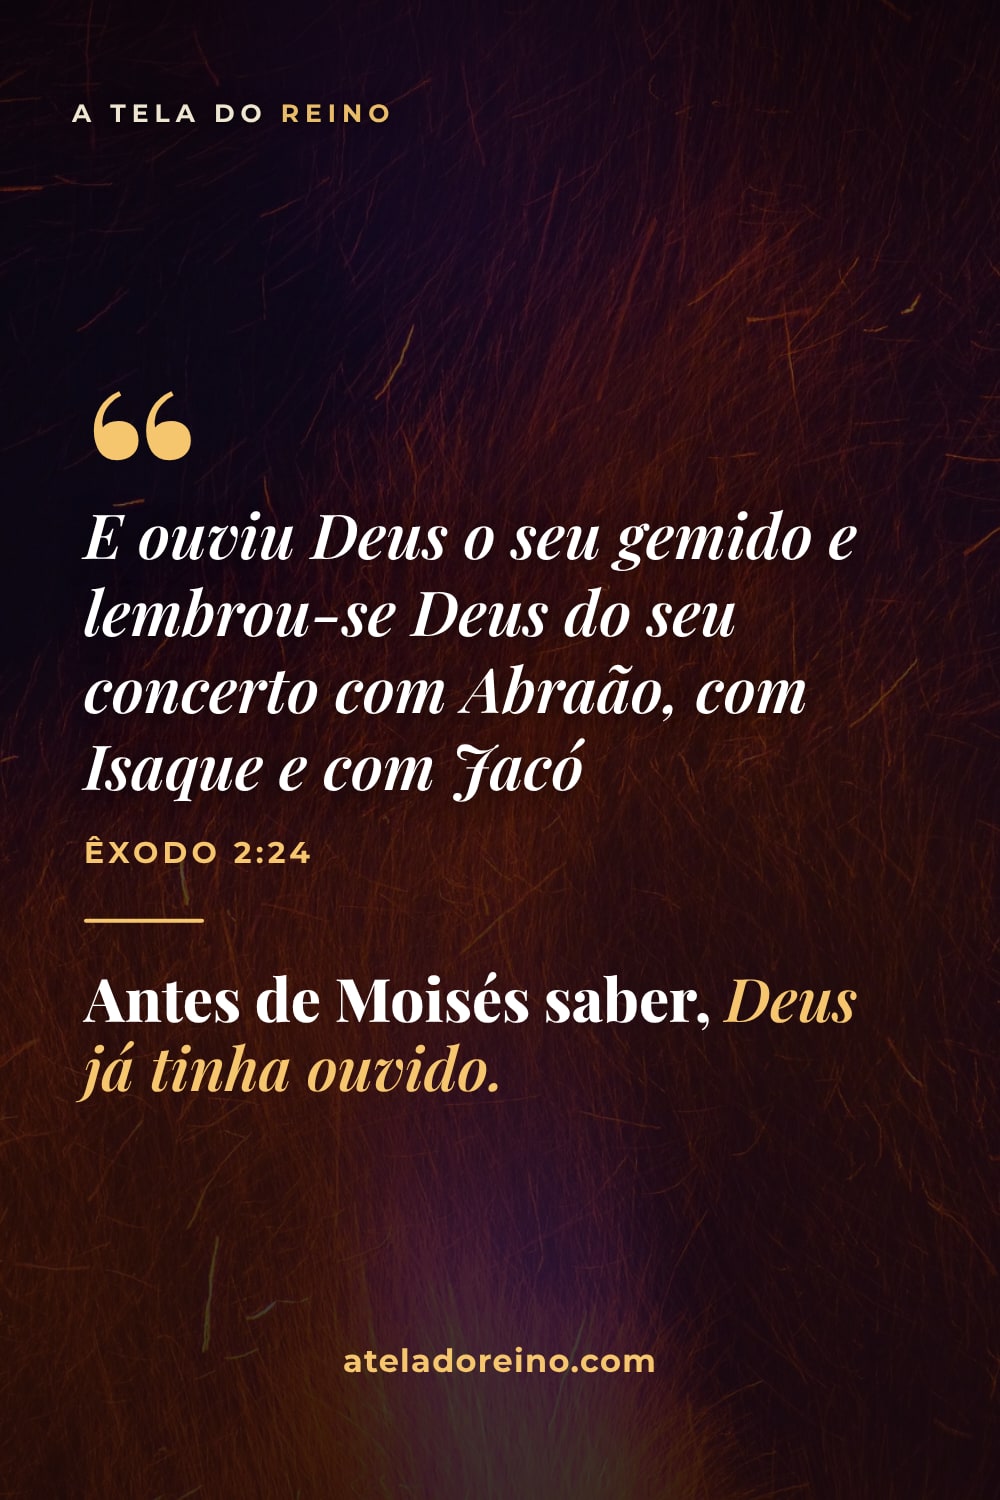 A TELA DO REINO
“
E ouviu Deus o seu gemido e
lembrou-se Deus do seu
concerto com Abraão, com
Isaque e com Jacó
ÊXODO 2:24
Antes de Moisés saber, Deus
já tinha ouvido.
ateladoreino.com